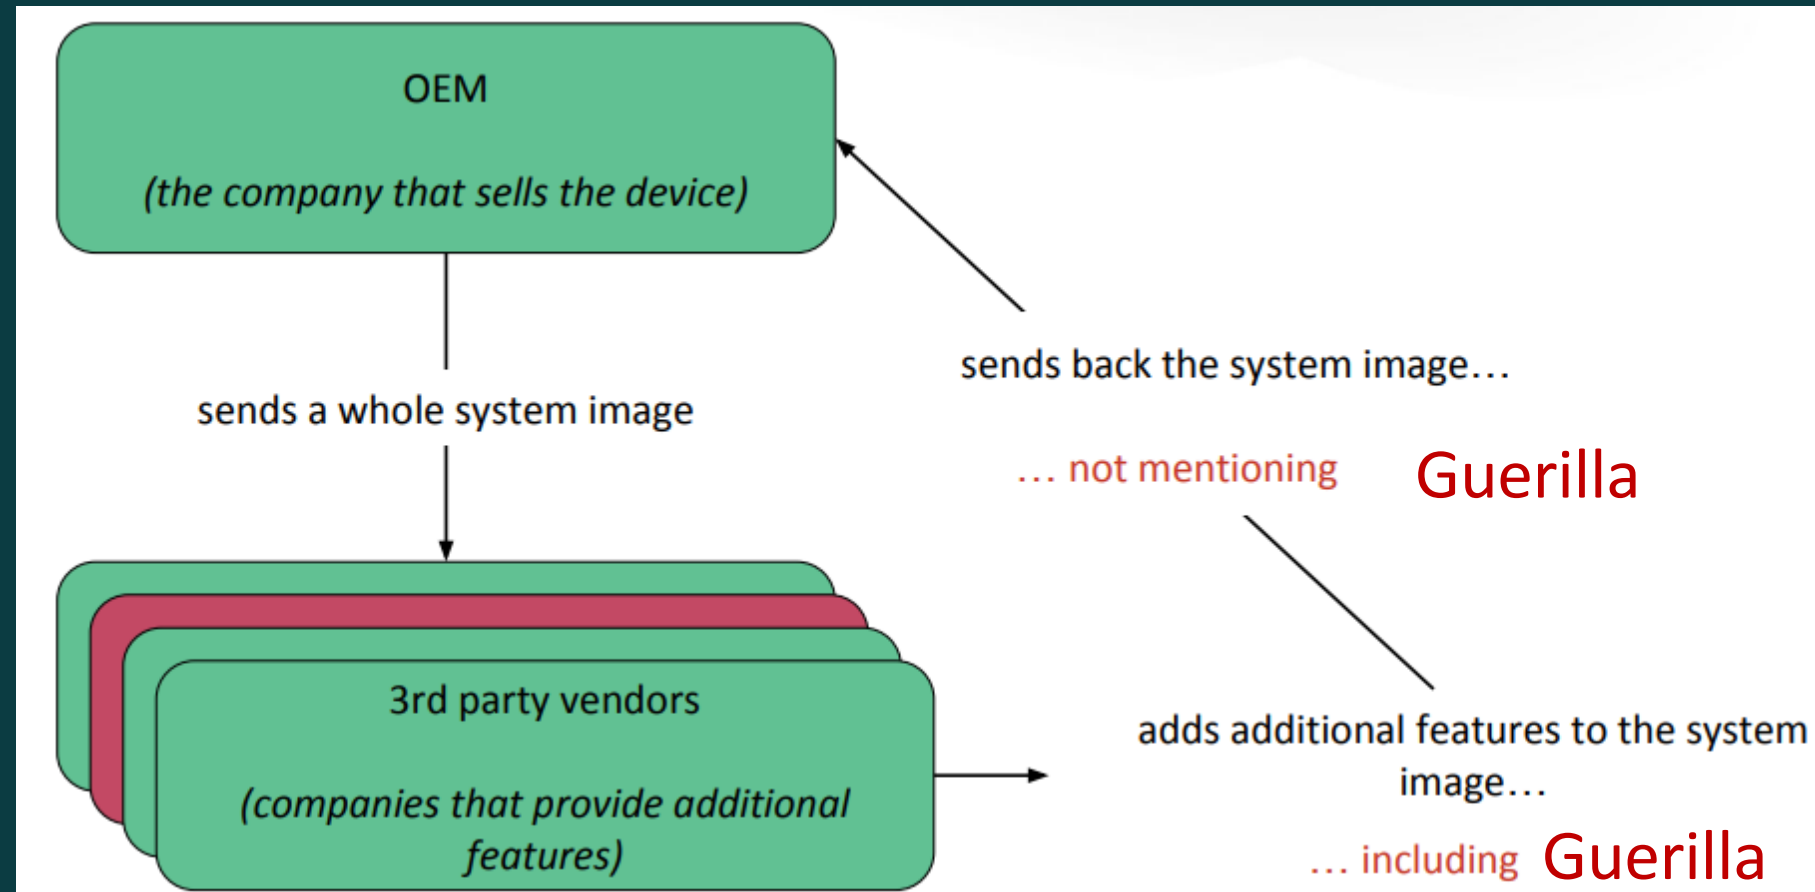 OEM
(the company that sells the device)
sends a whole system image
3rd party vendors
(companies that provide additional
features)
adds additional features to the system
image…
… including Guerilla
sends back the system image…
… not mentioning Guerilla